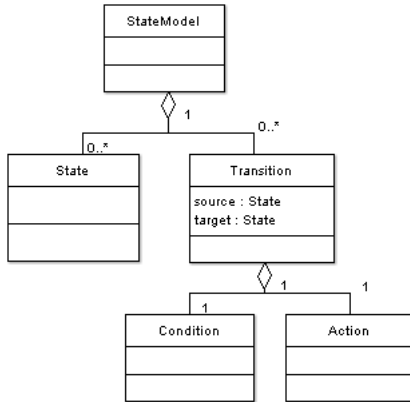 StateModel
1
0..*
0..*
State
Transition
source : State
target : State
1
1
1
Condition
Action